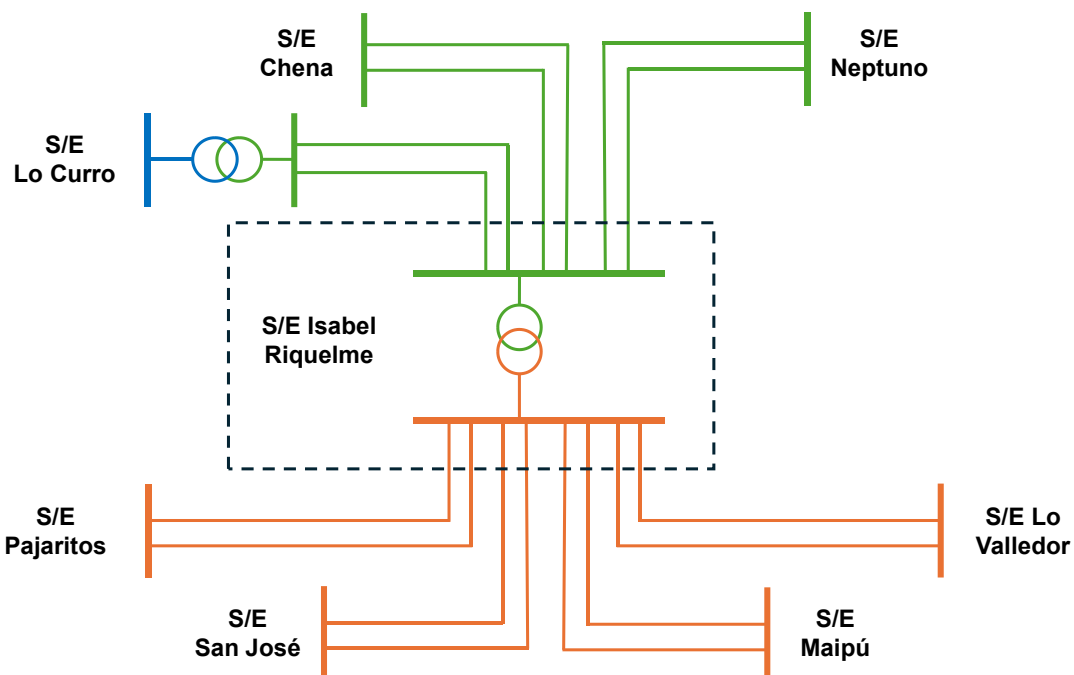 S/E
Chena
S/E
Neptuno
S/E
Lo Curro
S/E Isabel
Riquelme
S/E
Pajaritos
S/E Lo
Valledor
S/E
San José
S/E
Maipú